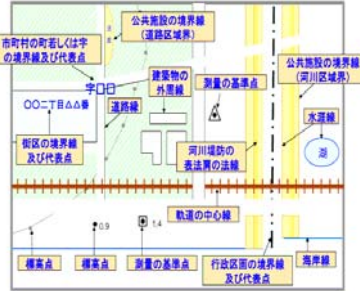 公共施設の境界線
(道路区域界)
市町村の町若しくは字
の境界線及び代表点
公共施設の境界線
(河川区域界)
建築物の
外周線
測量の基準点
字口日
〇〇二丁目△△番
道路線
水涯線
街区の境界線
及び代表点
河川堤防の
表法肩の法線
湖
軌道の中心線
0.9
1.4
標高点
標高点
測量の基準点
行政区画の境界線
及び代表点
海岸線